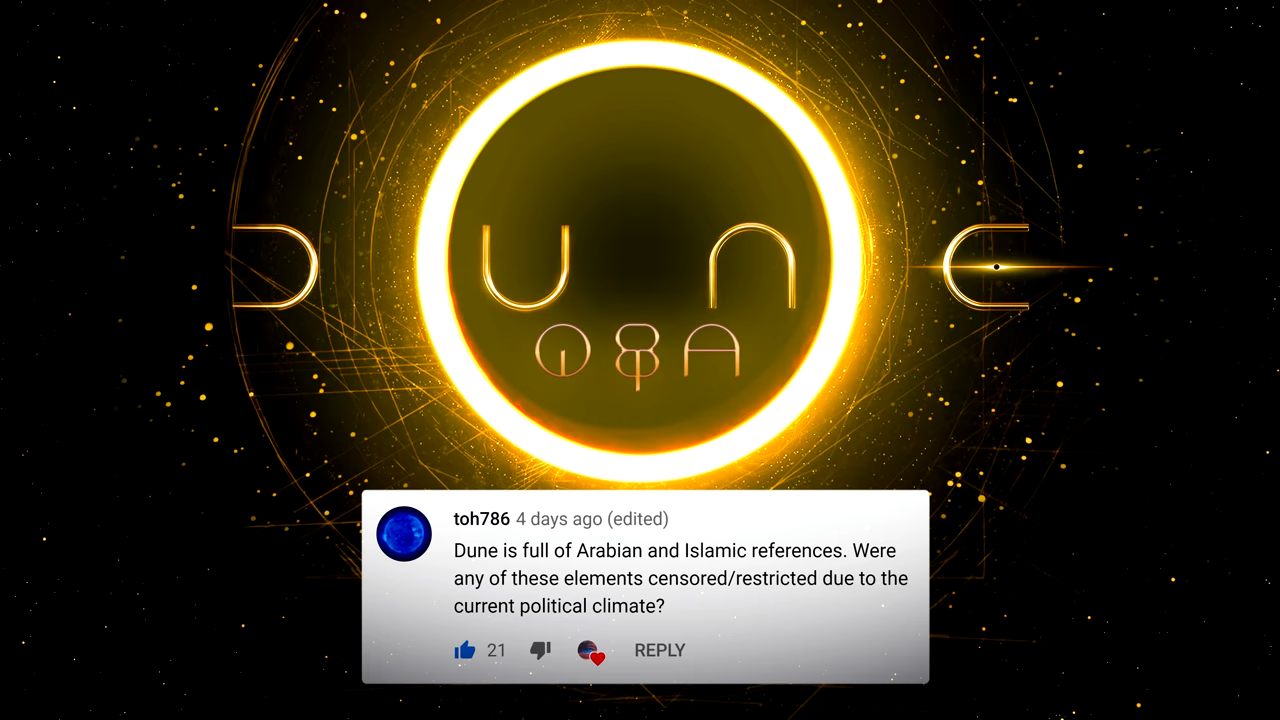 DUNE
Q&A
toh786 4 days ago (edited)
Dune is full of Arabian and Islamic references. Were
any of these elements censored/restricted due to the
current political climate?
21 REPLY